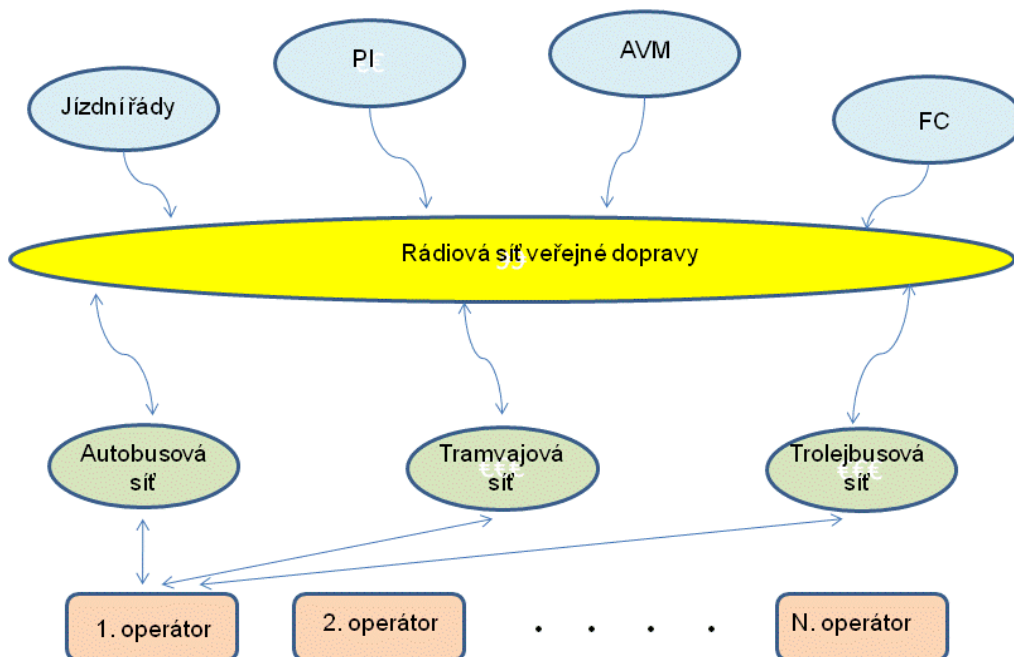 Jízdní řády
PI
AVM
FC
Rádiová síť veřejné dopravy
Autobusová
síť
Tramvajová
síť
Trolejbusová
síť
1. operátor
2. operátor
. . . .
N. operátor